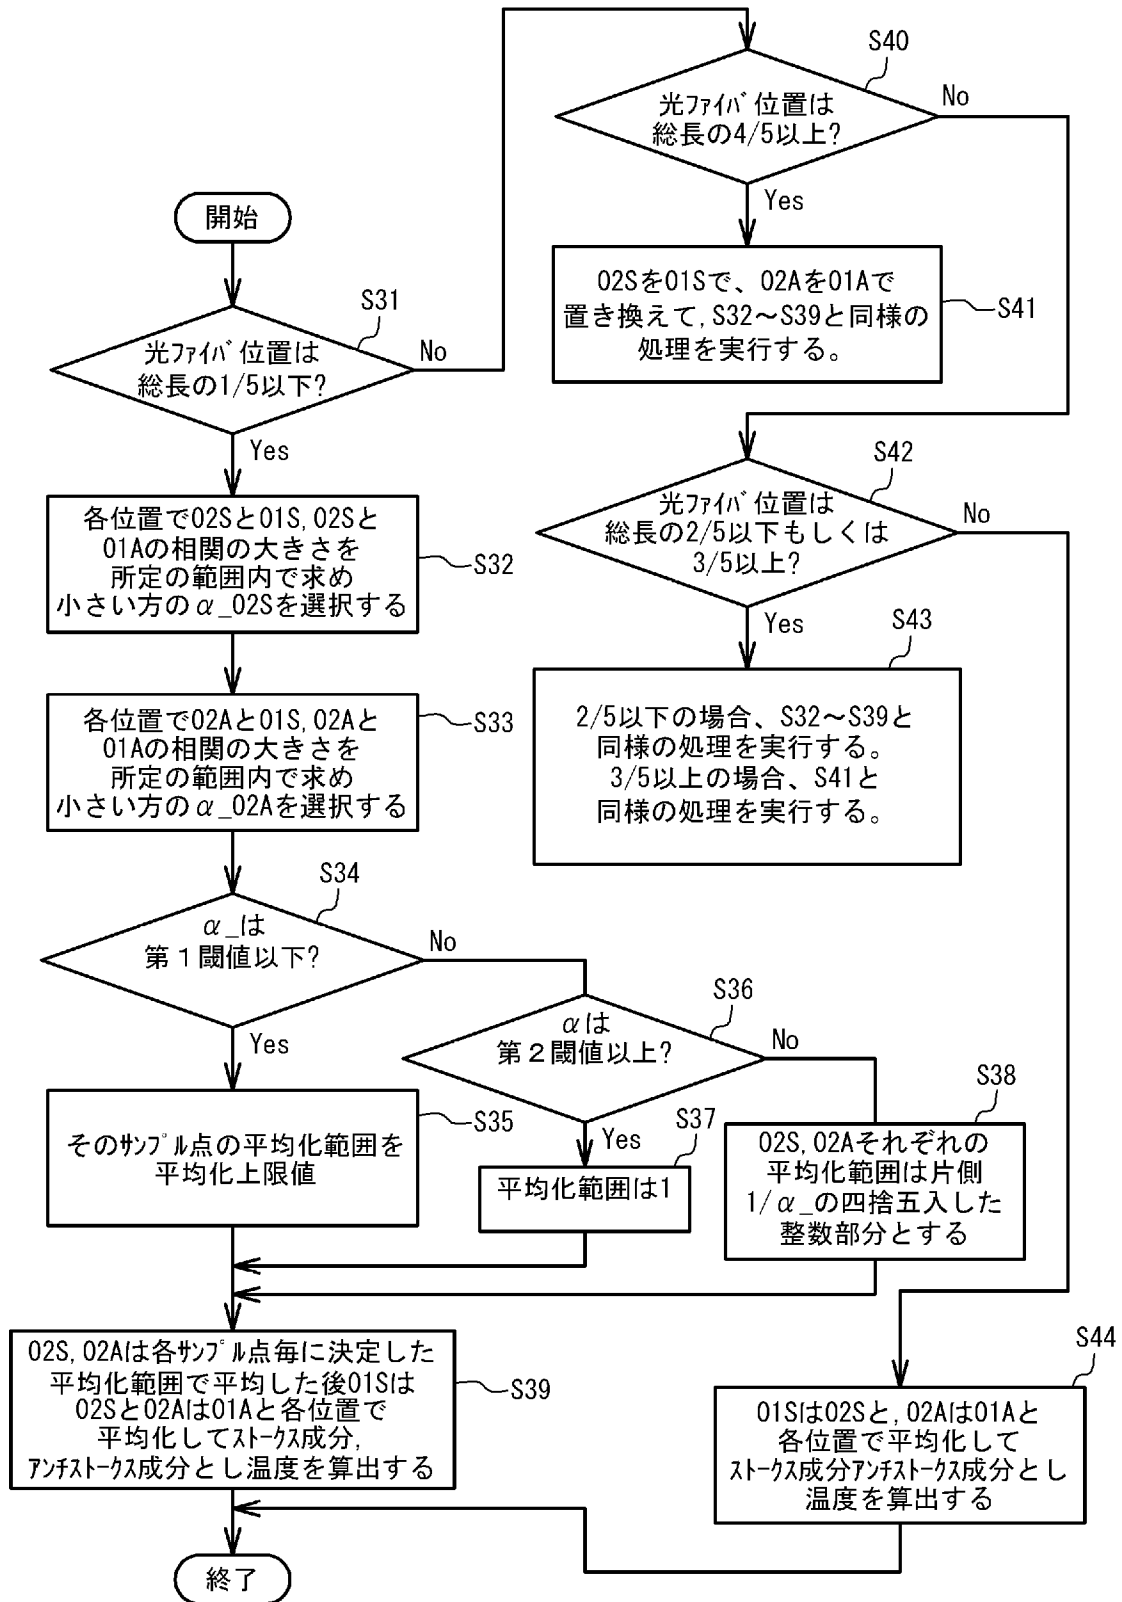 開始
S31
光ファイバ位置は
総長の1/5以下?
No
Yes
各位置で02Sと01S,02Sと
01Aの相関の大きさを
所定の範囲内で求め
小さい方のα_02Sを選択する
S32
各位置で02Aと01S,02Aと
01Aの相関の大きさを
所定の範囲内で求め
小さい方のα_02Aを選択する
S33
S34
α_は
第1閾値以下?
No
Yes
そのサンプル点の平均化範囲を
平均化上限値
S35
S36
αは
第2閾値以上?
No
Yes
S37
平均化範囲は1
S38
02S,02Aそれぞれの
平均化範囲は片側
1/α_の四捨五入した
整数部分とする
02S,02Aは各サンプル点毎に決定した
平均化範囲で平均した後01Sは
02Sと02Aは01Aと各位置で
平均化してストークス成分,
アンチストークス成分とし温度を算出する
S39
終了
S40
光ファイバ位置は
総長の4/5以上?
No
Yes
02Sを01Sで、02Aを01Aで
置き換えて,S32~S39と同様の
処理を実行する。
S41
S42
光ファイバ位置は
総長の2/5以下もしくは
3/5以上?
No
Yes
S43
2/5以下の場合、S32~S39と
同様の処理を実行する。
3/5以上の場合、S41と
同様の処理を実行する。
S44
01Sは02Sと,02Aは01Aと
各位置で平均化して
ストークス成分アンチストークス成分とし
温度を算出する